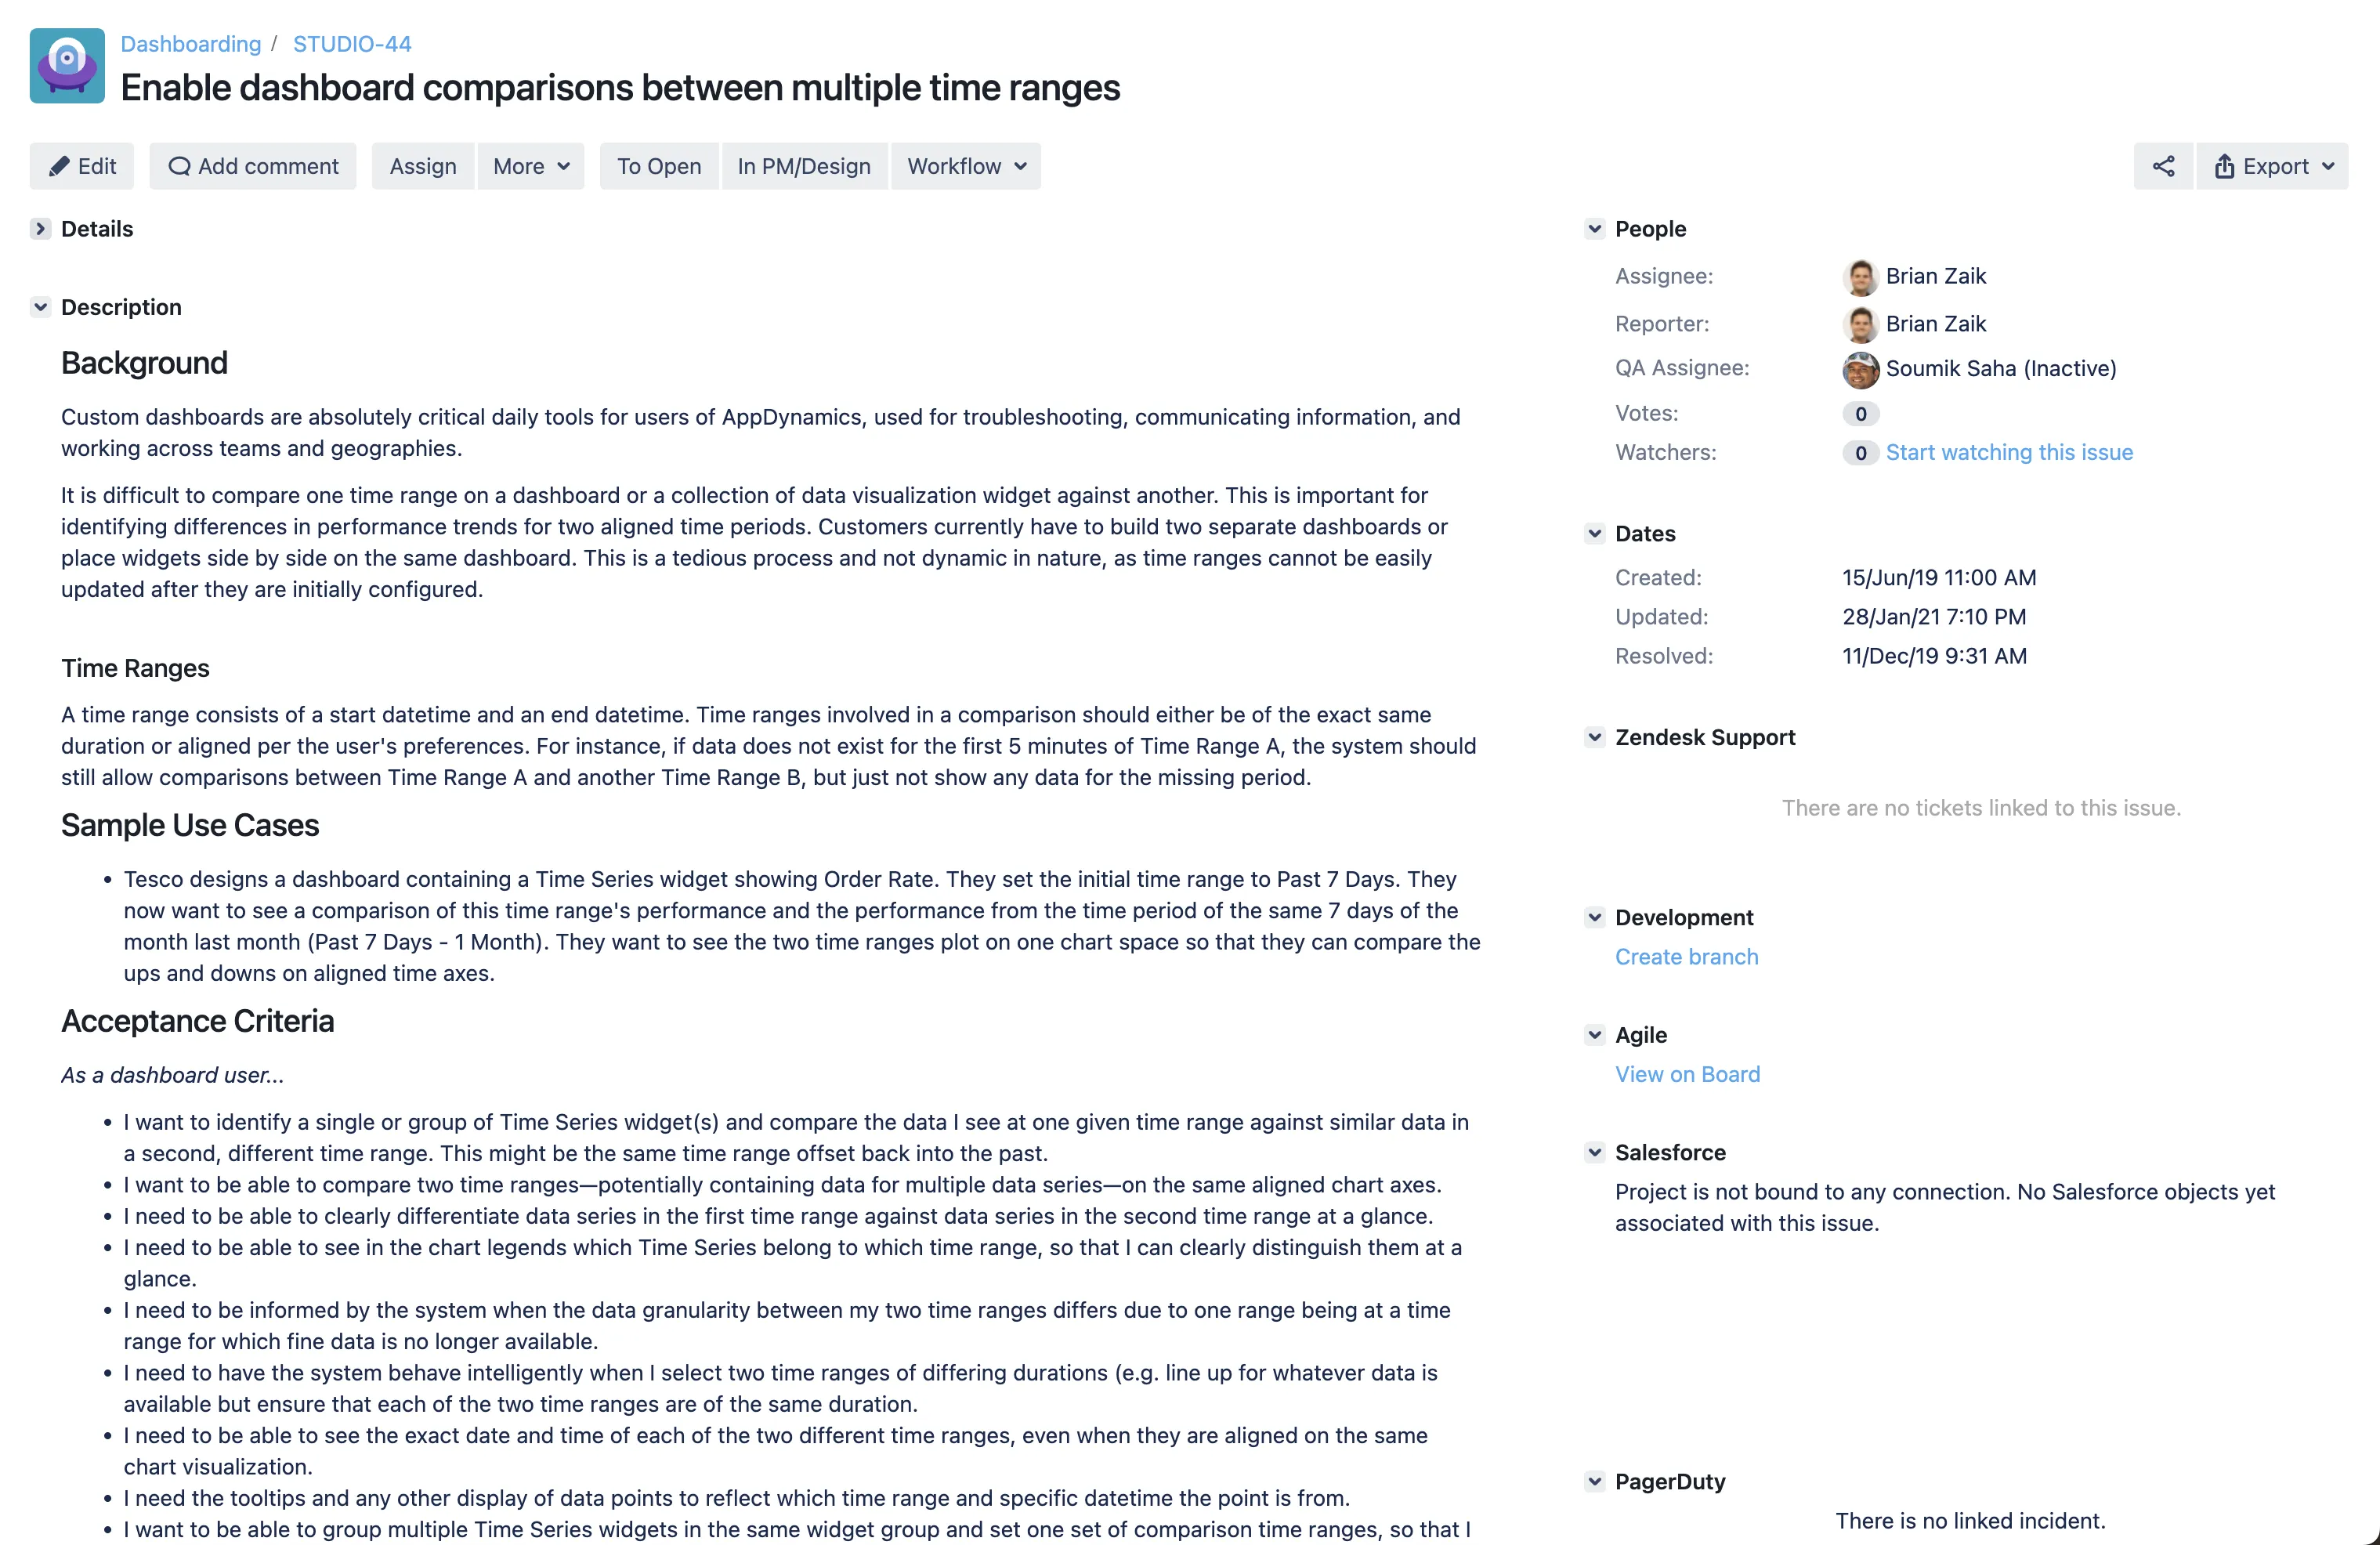 Dashboarding / STUDIO-44
Enable dashboard comparisons between multiple time ranges
Edit Add comment Assign More To Open In PM/Design Workflow Export
Details
Description
Background
Custom dashboards are absolutely critical daily tools for users of AppDynamics, used for troubleshooting, communicating information, and
working across teams and geographies.
It is difficult to compare one time range on a dashboard or a collection of data visualization widget against another. This is important for
identifying differences in performance trends for two aligned time periods. Customers currently have to build two separate dashboards or
place widgets side by side on the same dashboard. This is a tedious process and not dynamic in nature, as time ranges cannot be easily
updated after they are initially configured.
Time Ranges
A time range consists of a start datetime and an end datetime. Time ranges involved in a comparison should either be of the exact same
duration or aligned per the user's preferences. For instance, if data does not exist for the first 5 minutes of Time Range A, the system should
still allow comparisons between Time Range A and another Time Range B, but just not show any data for the missing period.
Sample Use Cases
• Tesco designs a dashboard containing a Time Series widget showing Order Rate. They set the initial time range to Past 7 Days. They
now want to see a comparison of this time range's performance and the performance from the time period of the same 7 days of the
month last month (Past 7 Days - 1 Month). They want to see the two time ranges plot on one chart space so that they can compare the
ups and downs on aligned time axes.
Acceptance Criteria
As a dashboard user...
• I want to identify a single or group of Time Series widget(s) and compare the data I see at one given time range against similar data in
a second, different time range. This might be the same time range offset back into the past.
• I want to be able to compare two time ranges—potentially containing data for multiple data series—on the same aligned chart axes.
• I need to be able to clearly differentiate data series in the first time range against data series in the second time range at a glance.
• I need to be able to see in the chart legends which Time Series belong to which time range, so that I can clearly distinguish them at a
glance.
• I need to be informed by the system when the data granularity between my two time ranges differs due to one range being at a time
range for which fine data is no longer available.
• I need to have the system behave intelligently when I select two time ranges of differing durations (e.g. line up for whatever data is
available but ensure that each of the two time ranges are of the same duration.
• I need to be able to see the exact date and time of each of the two different time ranges, even when they are aligned on the same
chart visualization.
• I need the tooltips and any other display of data points to reflect which time range and specific datetime the point is from.
• I want to be able to group multiple Time Series widgets in the same widget group and set one set of comparison time ranges, so that I
People
Assignee: Brian Zaik
Reporter: Brian Zaik
QA Assignee: Soumik Saha (Inactive)
Votes: 0
Watchers: 0 Start watching this issue
Dates
Created: 15/Jun/19 11:00 AM
Updated: 28/Jan/21 7:10 PM
Resolved: 11/Dec/19 9:31 AM
Zendesk Support
There are no tickets linked to this issue.
Development
Create branch
Agile
View on Board
Salesforce
Project is not bound to any connection. No Salesforce objects yet
associated with this issue.
PagerDuty
There is no linked incident.